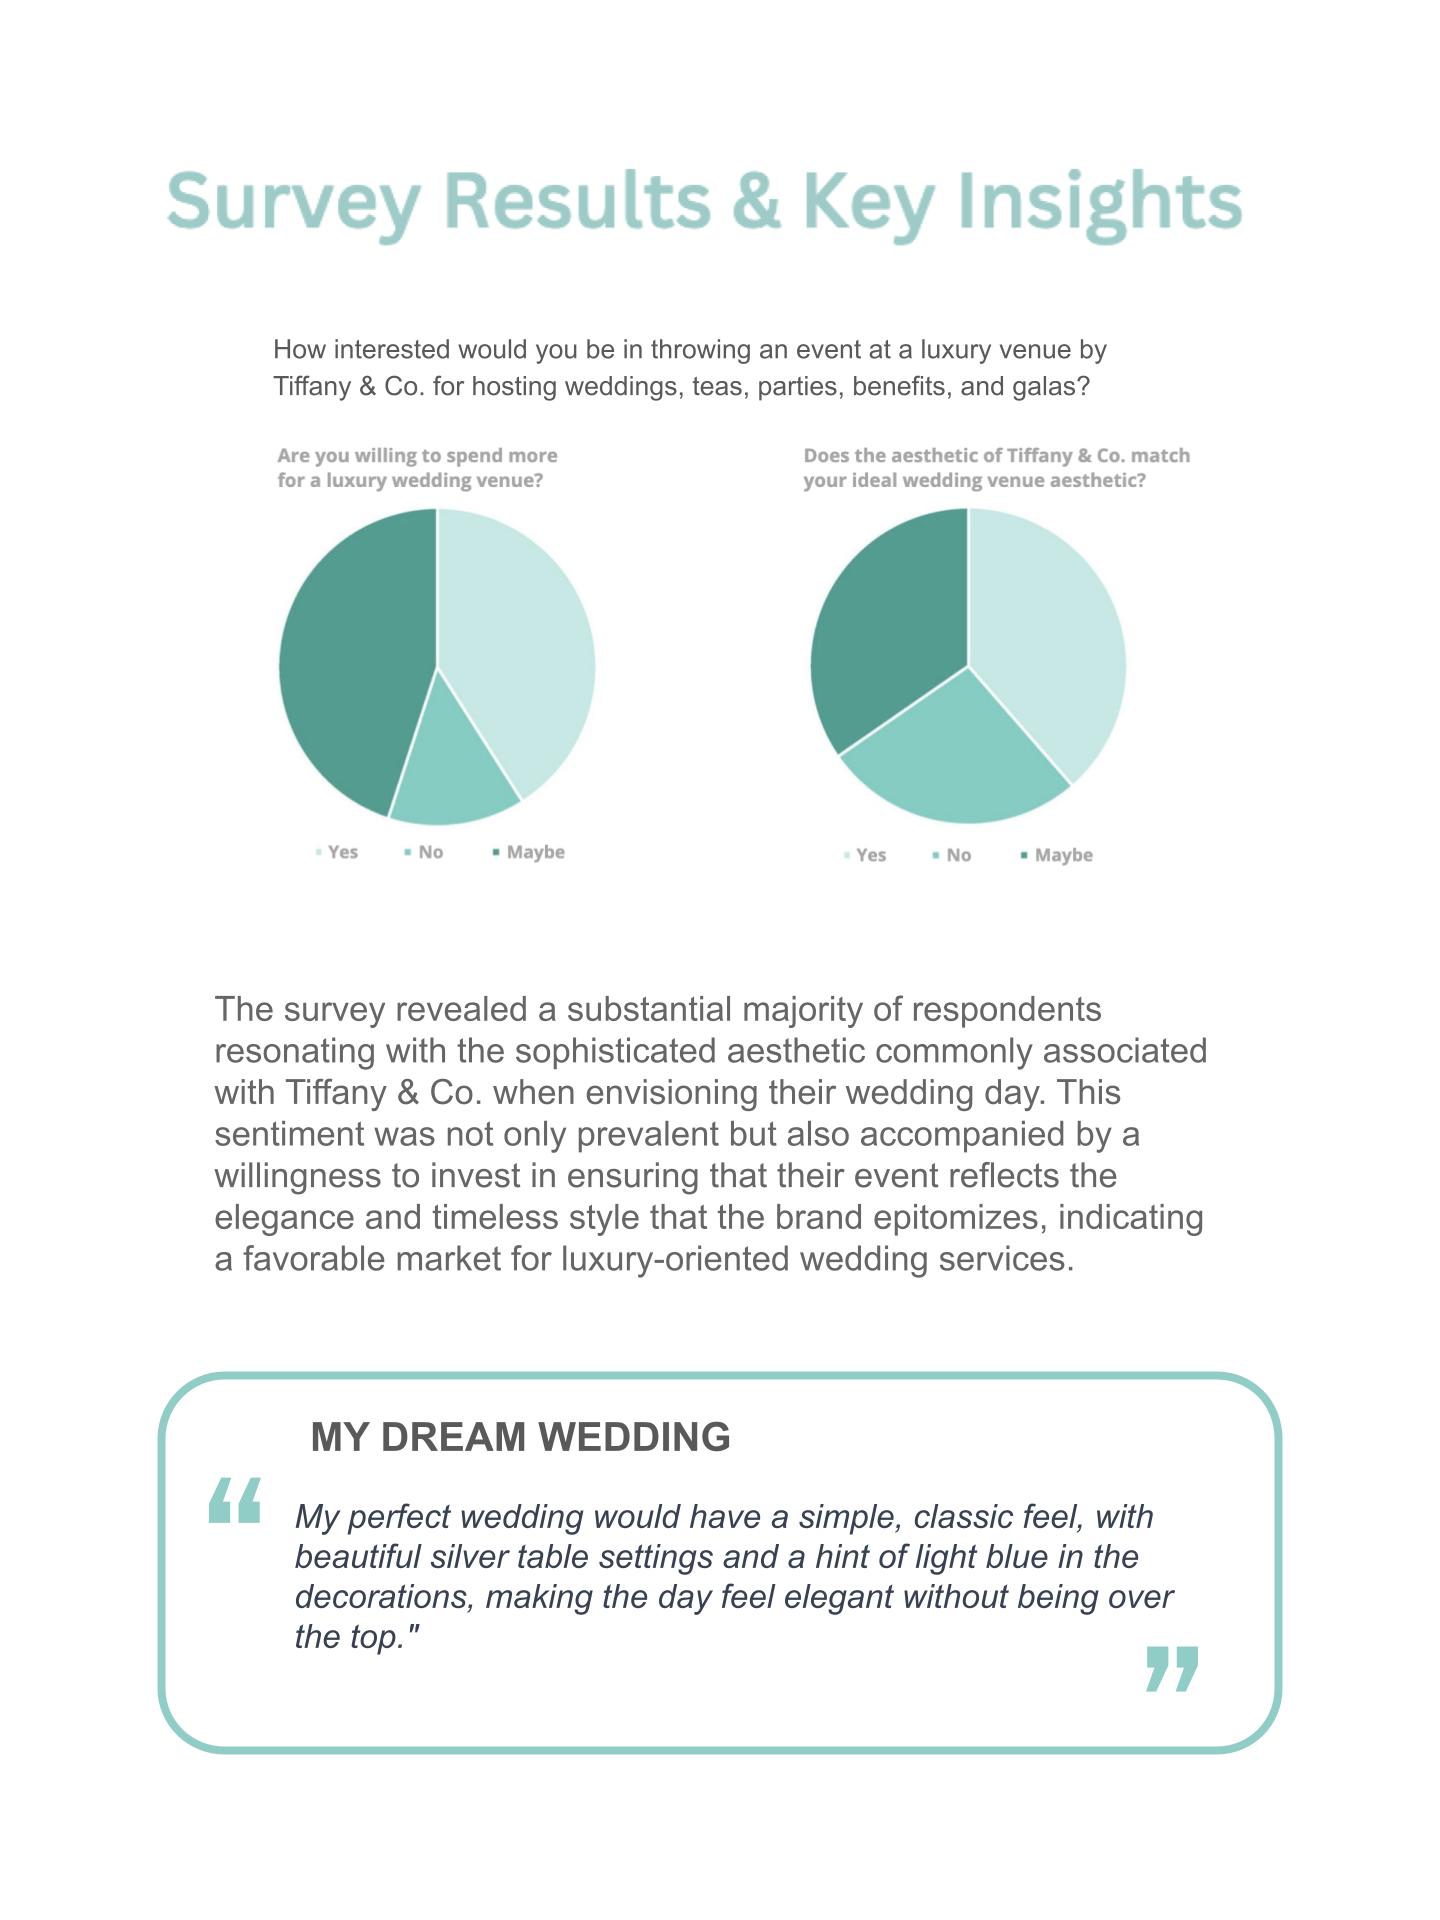 Survey Results & Key Insights
How interested would you be in throwing an event at a luxury venue by
Tiffany & Co. for hosting weddings, teas, parties, benefits, and galas?
Are you willing to spend more
for a luxury wedding venue?
Yes No Maybe
Does the aesthetic of Tiffany & Co. match
your ideal wedding venue aesthetic?
Yes No Maybe
The survey revealed a substantial majority of respondents
resonating with the sophisticated aesthetic commonly associated
with Tiffany & Co. when envisioning their wedding day. This
sentiment was not only prevalent but also accompanied by a
willingness to invest in ensuring that their event reflects the
elegance and timeless style that the brand epitomizes, indicating
a favorable market for luxury-oriented wedding services.
MY DREAM WEDDING
“
My perfect wedding would have a simple, classic feel, with
beautiful silver table settings and a hint of light blue in the
decorations, making the day feel elegant without being over
the top."
”